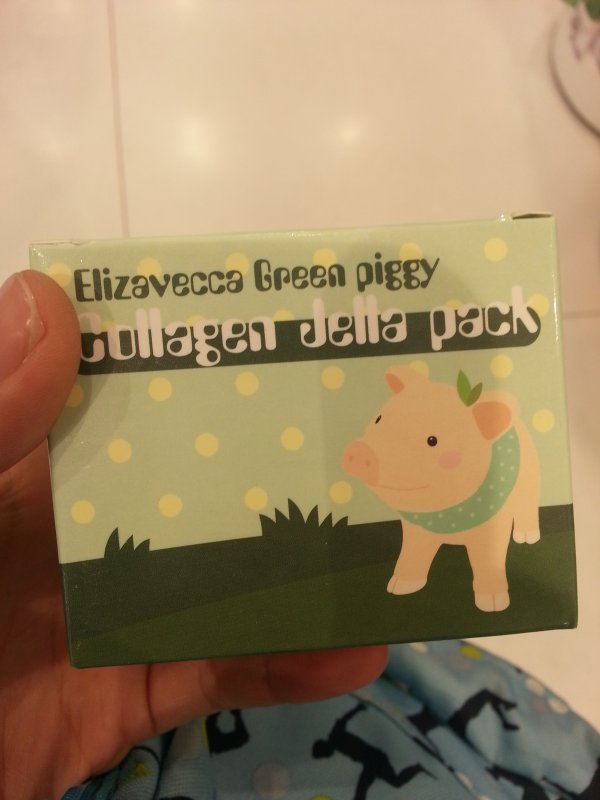 Elizavecca Green piggy
Collagen Jella pack